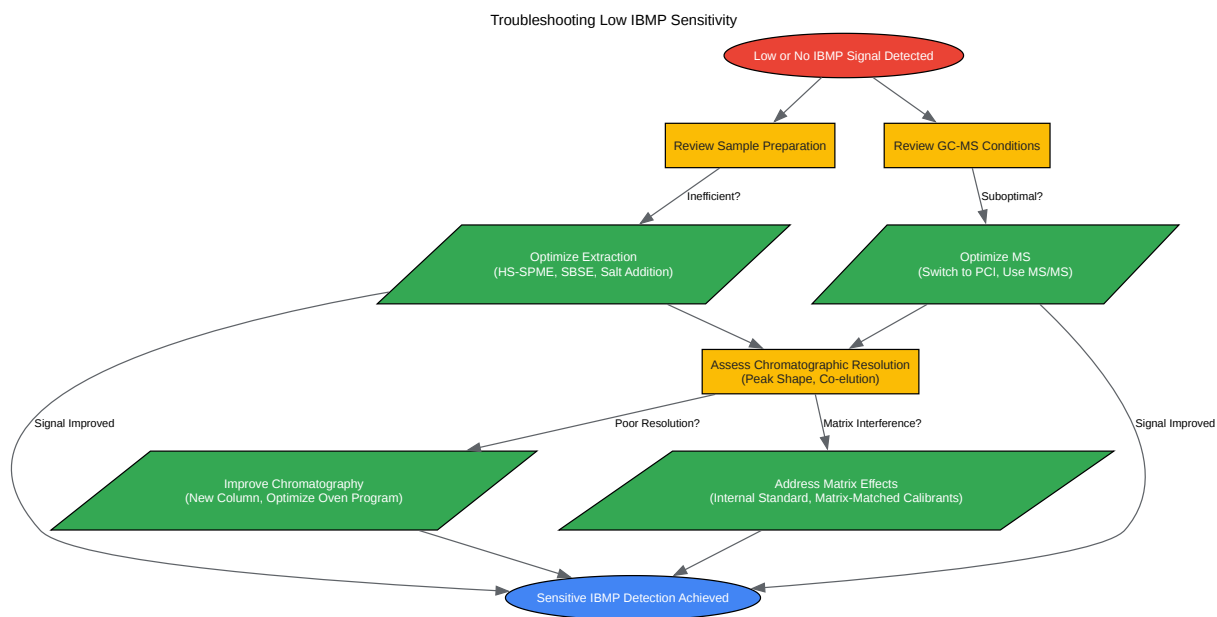 Troubleshooting Low IBMP Sensitivity
Low or No IBMP Signal Detected
Review Sample Preparation
Review GC-MS Conditions
Inefficient?
Suboptimal?
Optimize Extraction
(HS-SPME, SBSE, Salt Addition)
Optimize MS
(Switch to PCI, Use MS/MS)
Assess Chromatographic Resolution
(Peak Shape, Co-elution)
Signal Improved
Poor Resolution?
Matrix Interference?
Signal Improved
Improve Chromatography
(New Column, Optimize Oven Program)
Address Matrix Effects
(Internal Standard, Matrix-Matched Calibrants)
Sensitive IBMP Detection Achieved